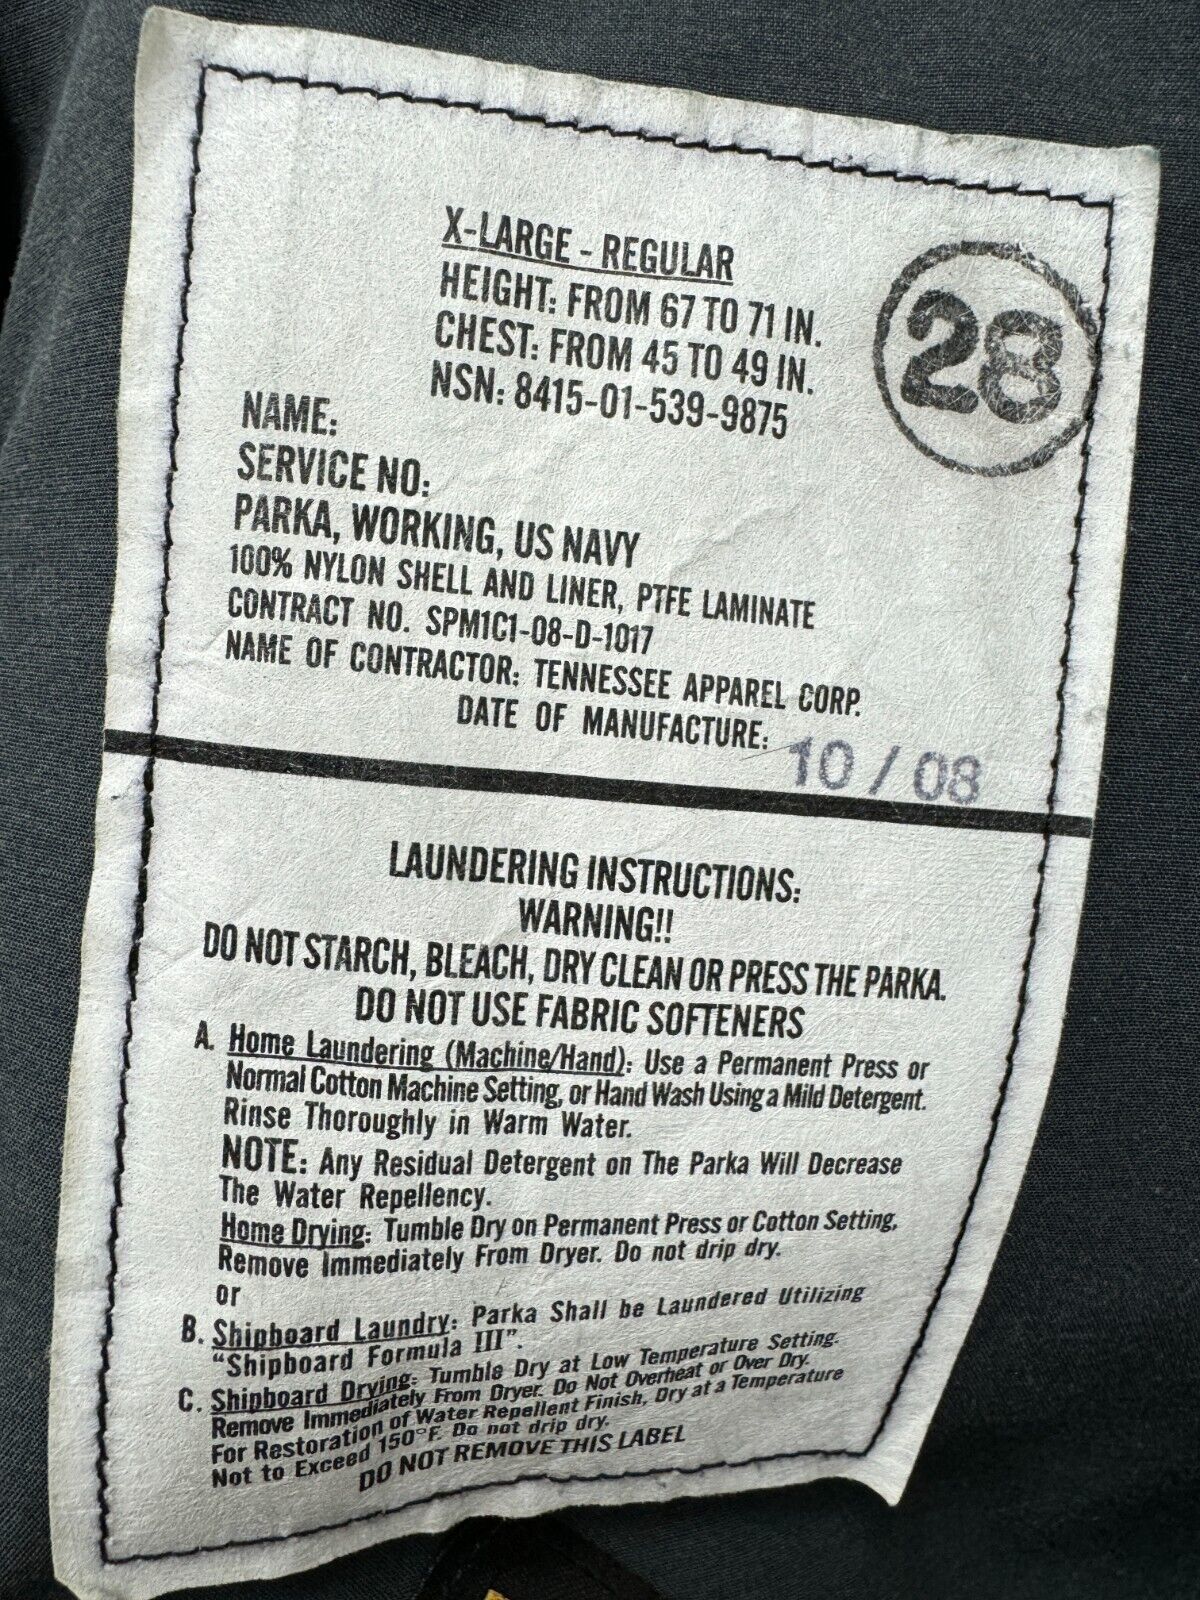 X-LARGE - REGULAR
HEIGHT: FROM 67 TO 71 IN.
CHEST: FROM 45 TO 49 IN.
NSN: 8415-01-539-9875
28
NAME:
SERVICE NO:
PARKA, WORKING, US NAVY
100% NYLON SHELL AND LINER, PTFE LAMINATE
CONTRACT NO. SPM1C1-08-D-1017
NAME OF CONTRACTOR: TENNESSEE APPAREL CORP.
DATE OF MANUFACTURE: 10 / 08
LAUNDERING INSTRUCTIONS:
WARNING!!
DO NOT STARCH, BLEACH, DRY CLEAN OR PRESS THE PARKA.
DO NOT USE FABRIC SOFTENERS
A. Home Laundering (Machine/Hand): Use a Permanent Press or
Normal Cotton Machine Setting, or Hand Wash Using a Mild Detergent.
Rinse Thoroughly in Warm Water.
NOTE: Any Residual Detergent on The Parka Will Decrease
The Water Repellency.
Home Drying: Tumble Dry on Permanent Press or Cotton Setting,
Remove Immediately From Dryer. Do not drip dry.
or
B. Shipboard Laundry: Parka Shall be Laundered Utilizing
"Shipboard Formula III".
C. Shipboard Drying: Tumble Dry at Low Temperature Setting.
Remove Immediately From Dryer. Do Not Overheat or Over Dry.
For Restoration of Water Repellent Finish, Dry at a Temperature
Not to Exceed 150°F. Do not drip dry.
DO NOT REMOVE THIS LABEL